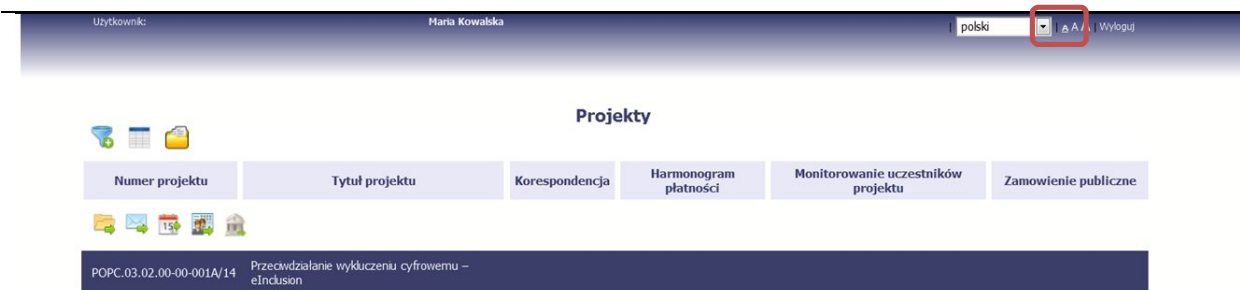 Użytkownik: Maria Kowalska | polski | A A A | Wyloguj
Projekty
Numer projektu Tytuł projektu Korespondencja Harmonogram płatności Monitorowanie uczestników projektu Zamowienie publiczne
15
POPC.03.02.00-00-001A/14 Przeciwdziałanie wykluczeniu cyfrowemu –
eInclusion